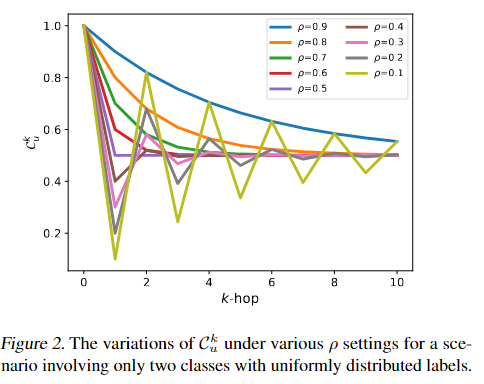 1.0
0.8
0.6
0.4
0.2
0 2 4 6 8 10
k-hop
𝒞ᵤᵏ
ρ=0.9 ρ=0.4
ρ=0.8 ρ=0.3
ρ=0.7 ρ=0.2
ρ=0.6 ρ=0.1
ρ=0.5
Figure 2. The variations of 𝒞ᵤᵏ under various ρ settings for a sce-
nario involving only two classes with uniformly distributed labels.